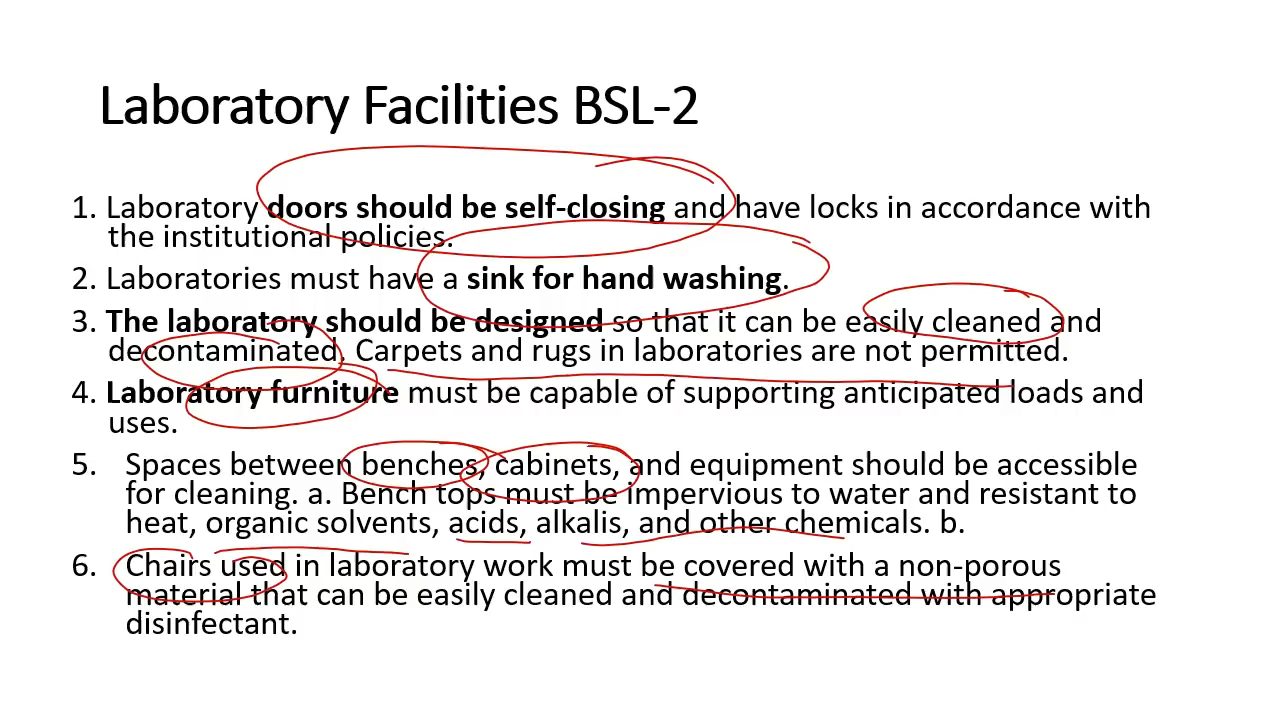 Laboratory Facilities BSL-2
1. Laboratory doors should be self-closing and have locks in accordance with
the institutional policies.
2. Laboratories must have a sink for hand washing.
3. The laboratory should be designed so that it can be easily cleaned and
decontaminated. Carpets and rugs in laboratories are not permitted.
4. Laboratory furniture must be capable of supporting anticipated loads and
uses.
5. Spaces between benches, cabinets, and equipment should be accessible
for cleaning. a. Bench tops must be impervious to water and resistant to
heat, organic solvents, acids, alkalis, and other chemicals. b.
6. Chairs used in laboratory work must be covered with a non-porous
material that can be easily cleaned and decontaminated with appropriate
disinfectant.